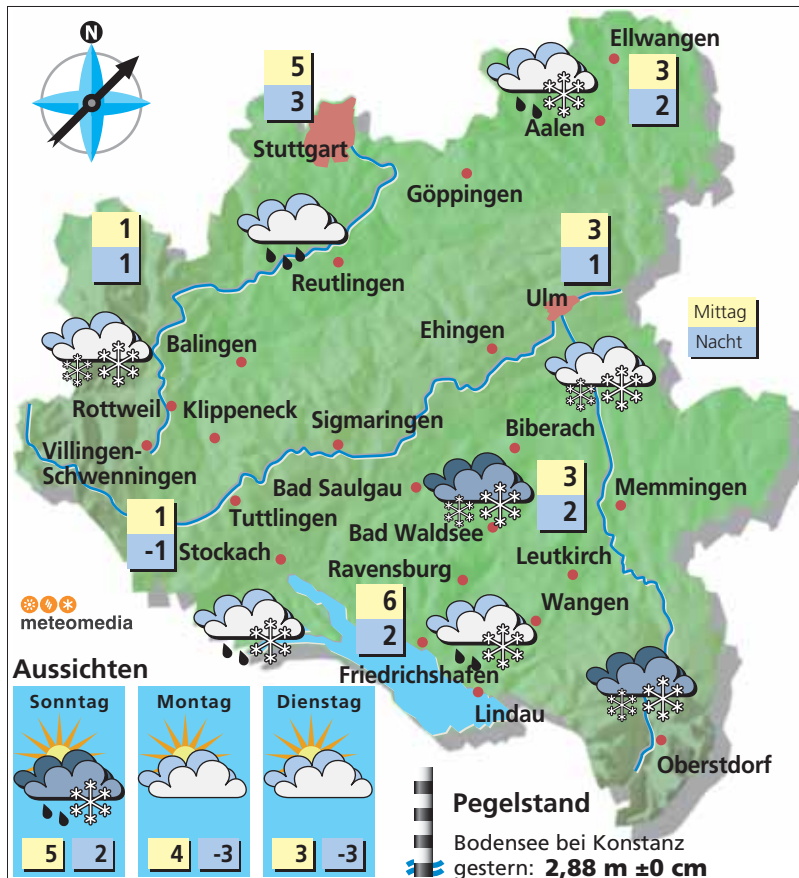 N
Ellwangen
5
3
3
2
Aalen
Stuttgart
Göppingen
1
1
3
1
Reutlingen
Ulm
Mittag
Nacht
Ehingen
Balingen
Rottweil
Klippeneck
Sigmaringen
Biberach
Villingen-
Schwenningen
Bad Saulgau
3
2
Memmingen
1
-1
Tuttlingen
Bad Waldsee
Stockach
Ravensburg
Leutkirch
6
2
Wangen
meteomedia
Friedrichshafen
Lindau
Oberstdorf
Aussichten
Sonntag
Montag
Dienstag
5 2
4 -3
3 -3
Pegelstand
Bodensee bei Konstanz
gestern: 2,88 m ±0 cm